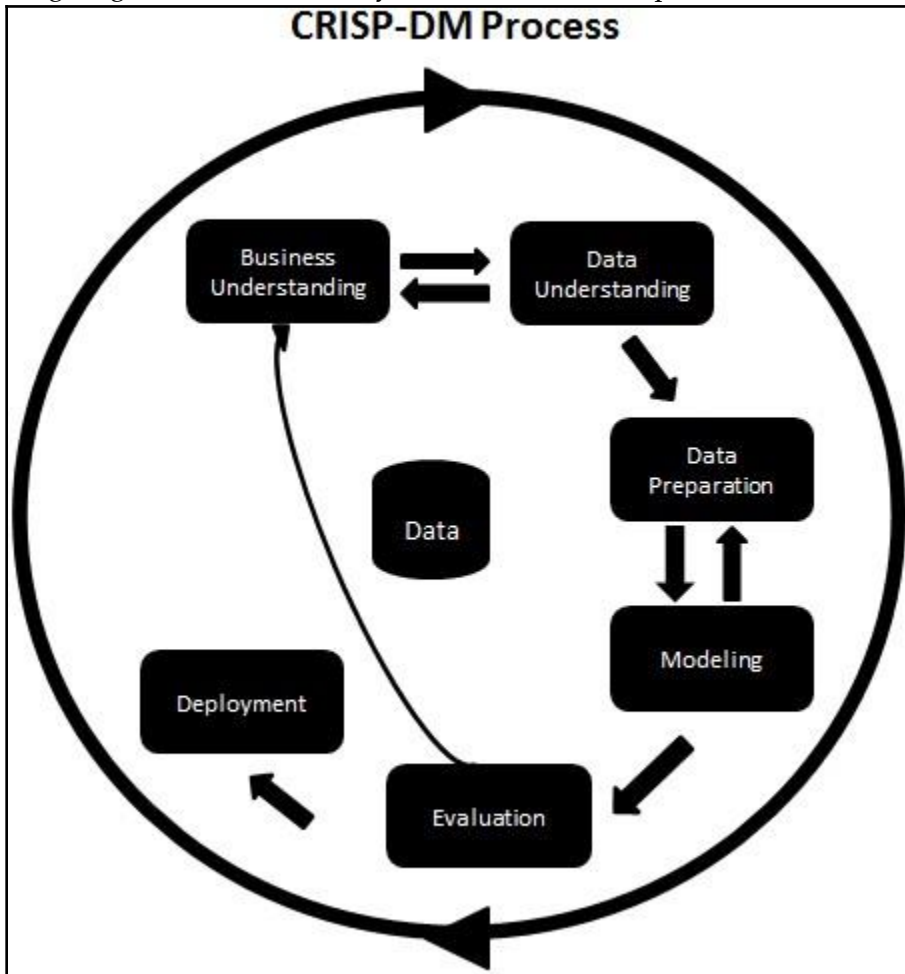 CRISP-DM Process
Business
Understanding
Data
Understanding
Data
Preparation
Data
Modeling
Deployment
Evaluation